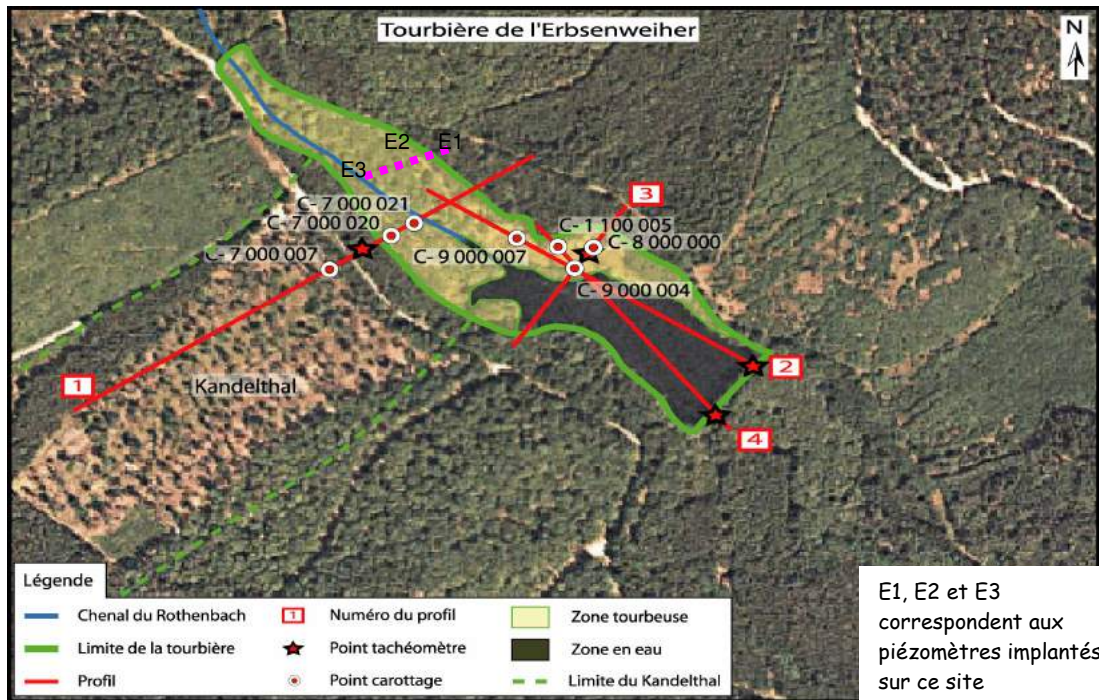 Tourbière de l'Erbsenweiher
N
E2
E1
E3
3
C- 7 000 021
C- 1 100 005
C- 7 000 020
C- 8 000 000
C- 7 000 007
C- 9 000 007
C- 9 000 004
2
1
Kandelthal
4
Légende
Chenal du Rothenbach
1
Numéro du profil
Zone tourbeuse
Limite de la tourbière
Point tachéomètre
Zone en eau
Profil
Point carottage
Limite du Kandelthal
E1, E2 et E3
correspondent aux
piézomètres implantés
sur ce site